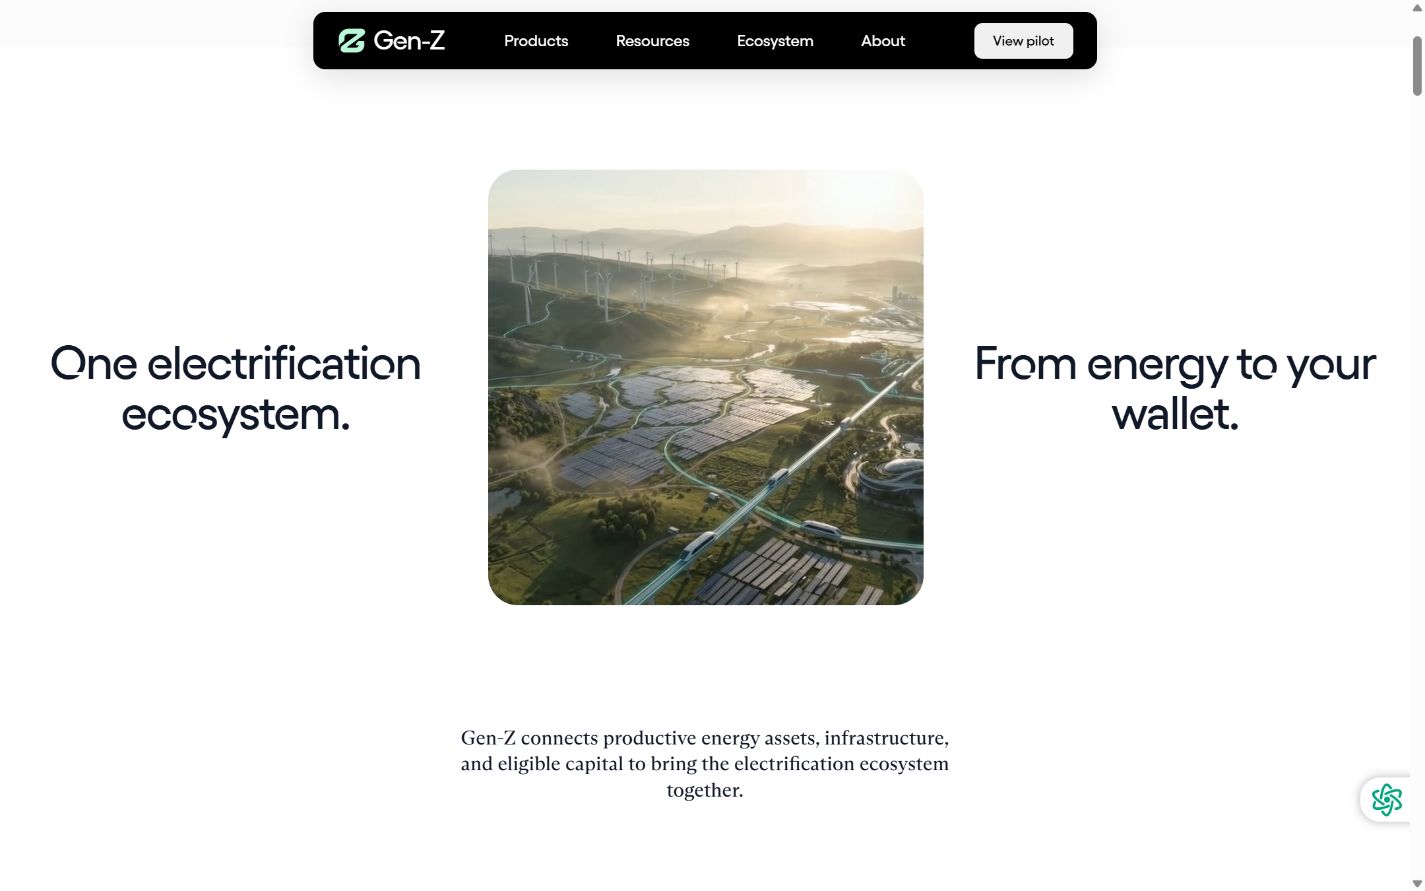 Gen-Z
Products
Resources
Ecosystem
About
View pilot
One electrification
ecosystem.
From energy to your
wallet.
Gen-Z connects productive energy assets, infrastructure,
and eligible capital to bring the electrification ecosystem
together.